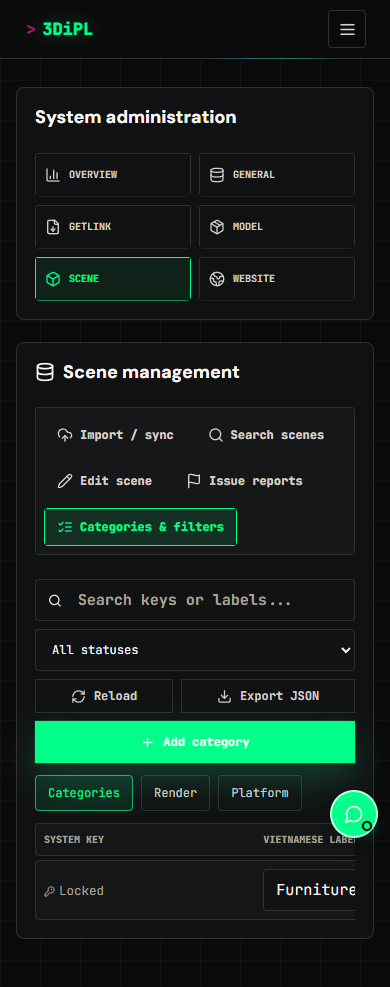 > 3DiPL
System administration
OVERVIEW
GENERAL
GETLINK
MODEL
SCENE
WEBSITE
Scene management
Import / sync
Search scenes
Edit scene
Issue reports
Categories & filters
Search keys or labels...
All statuses
Reload
Export JSON
+ Add category
Categories
Render
Platform
SYSTEM KEY
VIETNAMESE LABE
Locked
Furniture